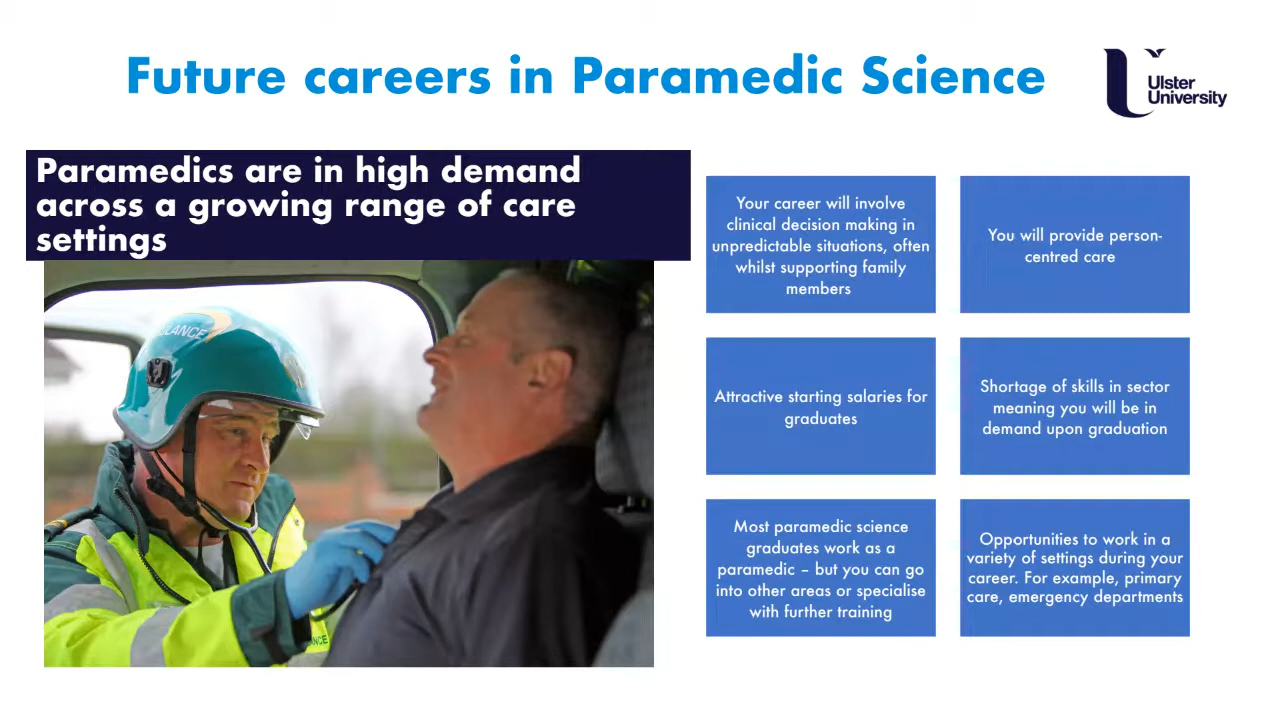 Future careers in Paramedic Science
Ulster
University
Paramedics are in high demand
across a growing range of care
settings
Your career will involve
clinical decision making in
unpredictable situations, often
whilst supporting family
members
You will provide person-
centred care
Attractive starting salaries for
graduates
Shortage of skills in sector
meaning you will be in
demand upon graduation
Most paramedic science
graduates work as a
paramedic – but you can go
into other areas or specialise
with further training
Opportunities to work in a
variety of settings during your
career. For example, primary
care, emergency departments